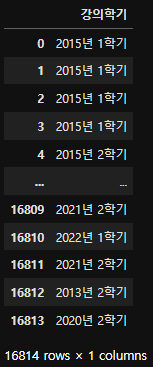 강의학기
0 2015년 1학기
1 2015년 1학기
2 2015년 1학기
3 2015년 1학기
4 2015년 2학기
... ...
16809 2021년 2학기
16810 2022년 1학기
16811 2021년 2학기
16812 2013년 2학기
16813 2020년 2학기
16814 rows × 1 columns